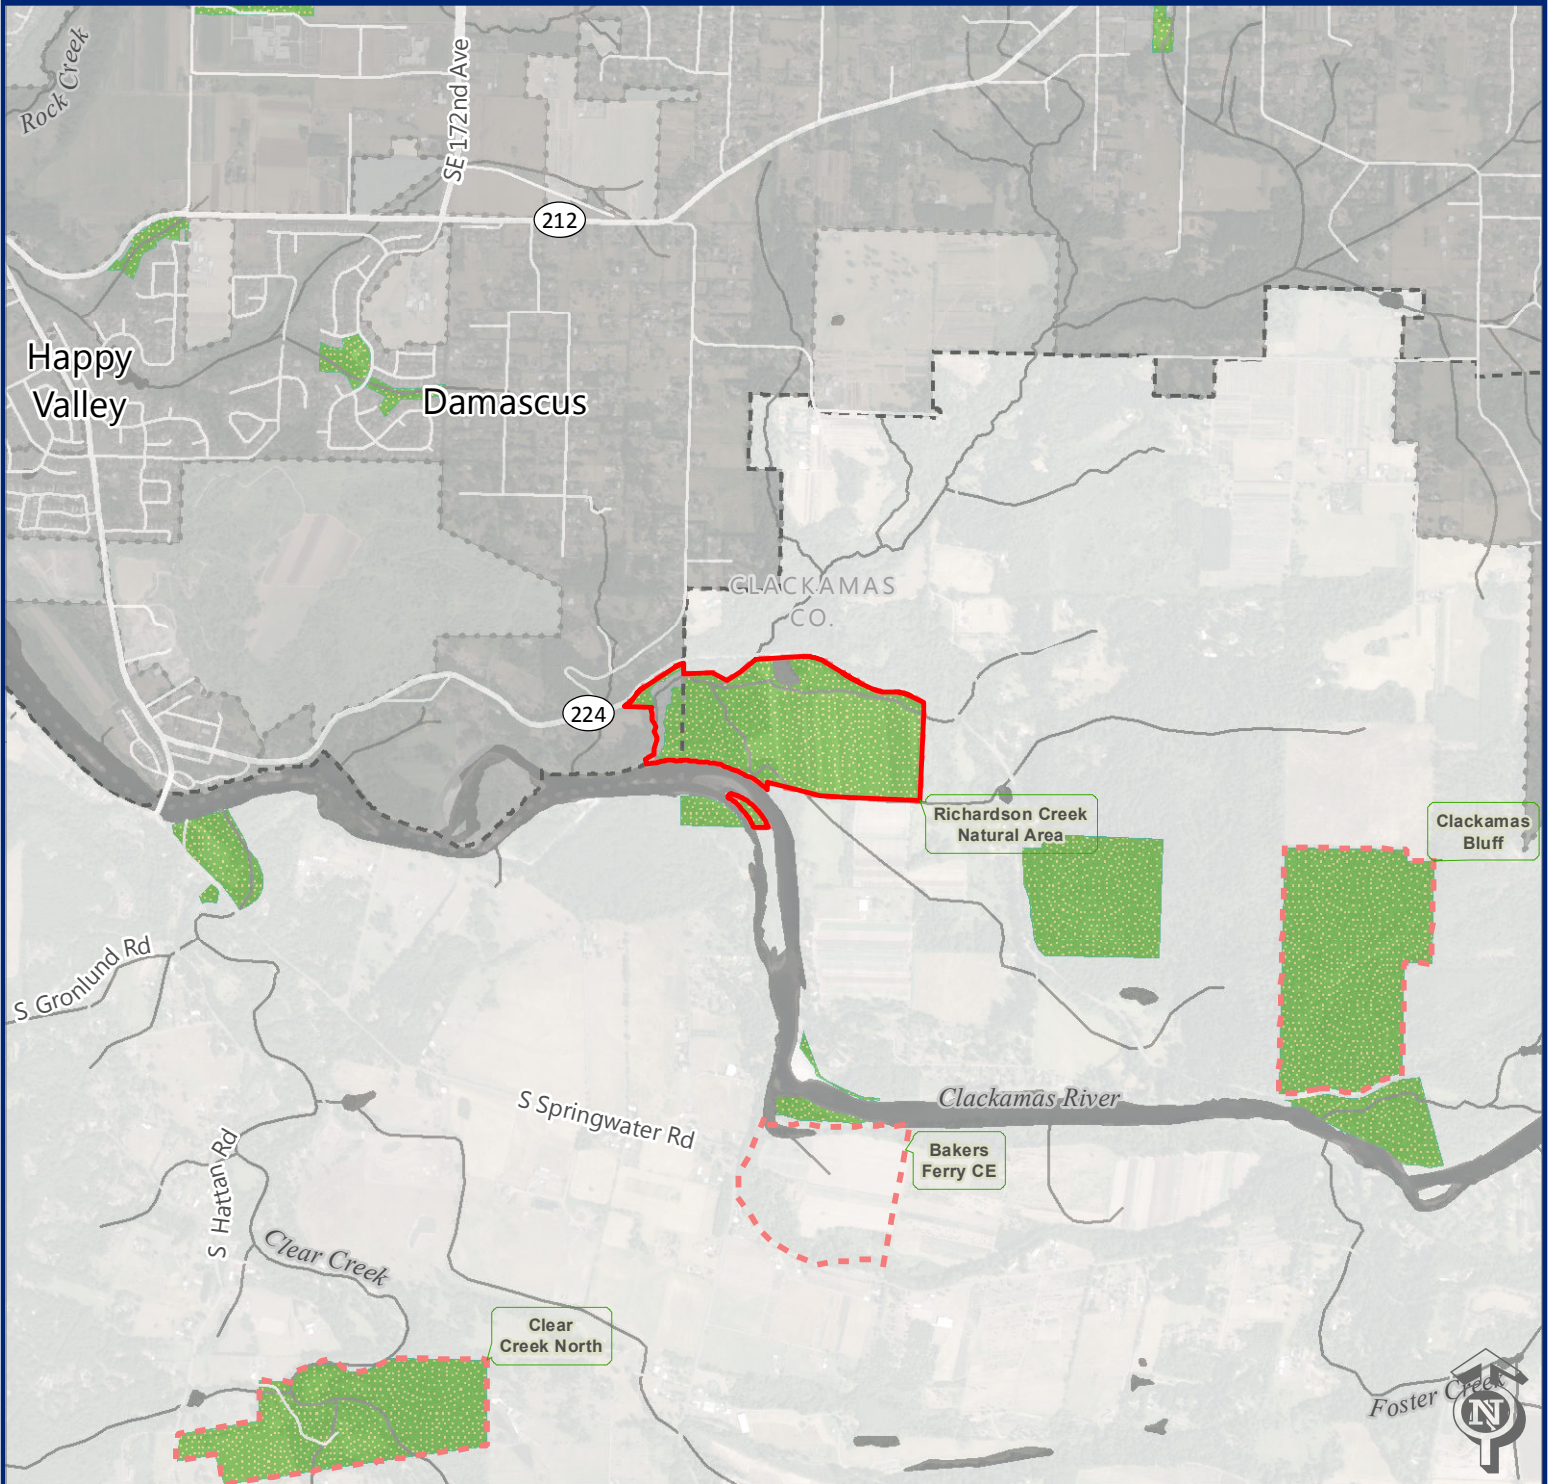 Rock Creek
SE 172nd Ave
212
Happy
Valley
Damascus
CLACKAMAS
CO.
224
Richardson Creek
Natural Area
Clackamas
Bluff
S Gronlund Rd
Clackamas River
S Springwater Rd
Bakers
Ferry CE
S Hattan Rd
Clear Creek
Clear
Creek North
Foster Creek
N